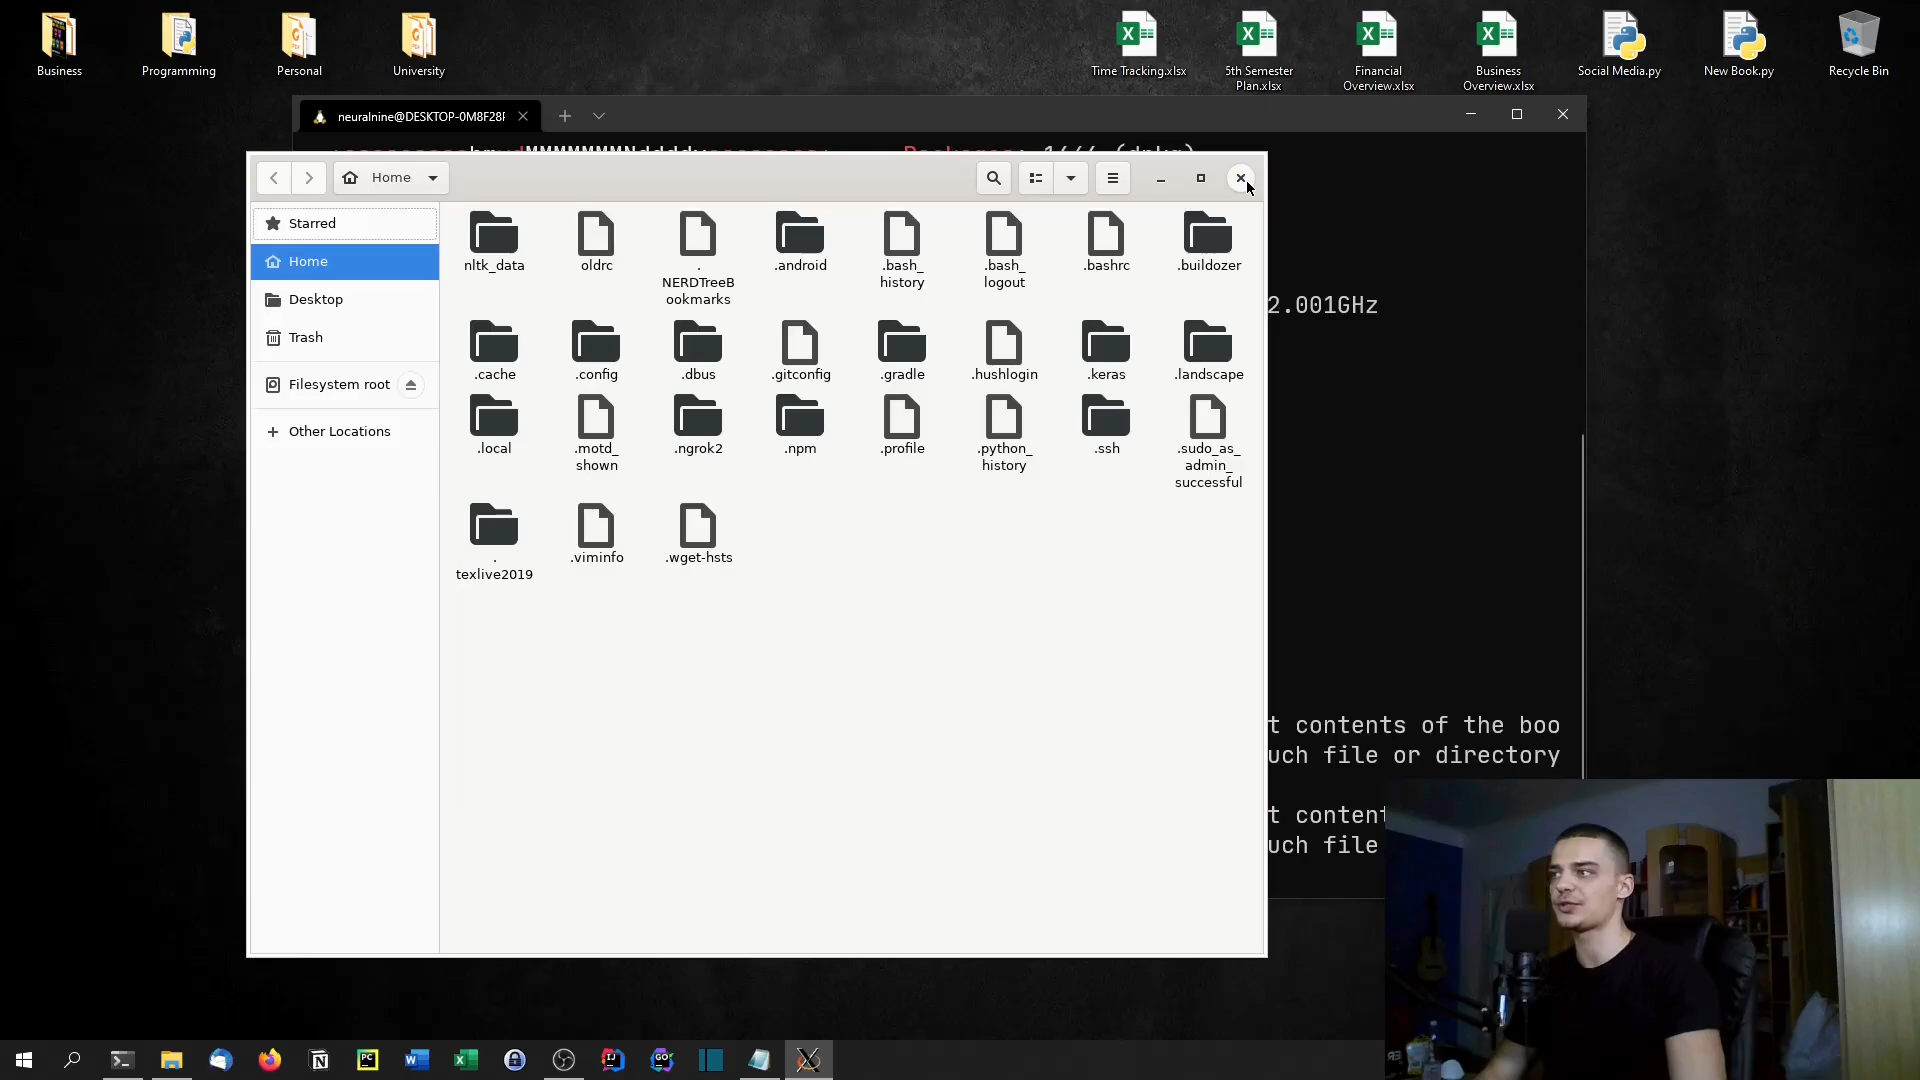 Business
Programming
Personal
University
Time Tracking.xlsx
5th Semester
Plan.xlsx
Financial
Overview.xlsx
Business
Overview.xlsx
Social Media.py
New Book.py
Recycle Bin
neuralnine@DESKTOP-0M8F28
Home
Starred
Home
Desktop
Trash
Filesystem root
Other Locations
nltk_data
oldrc
.
NERDTreeB
ookmarks
.android
.bash_
history
.bash_
logout
.bashrc
.buildozer
.cache
.config
.dbus
.gitconfig
.gradle
.hushlogin
.keras
.landscape
.local
.motd_
shown
.ngrok2
.npm
.profile
.python_
history
.ssh
.sudo_as_
admin_
successful
.
texlive2019
.viminfo
.wget-hsts
2.001GHz
t contents of the boo
uch file or directory
t content
uch file